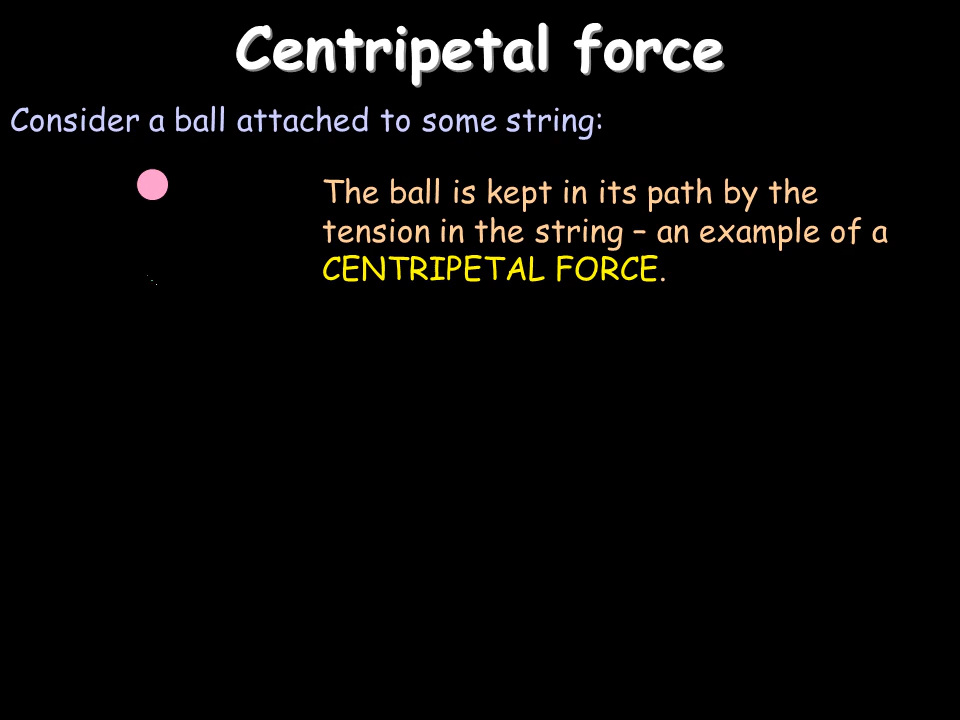 Centripetal force
Consider a ball attached to some string:
The ball is kept in its path by the
tension in the string – an example of a
CENTRIPETAL FORCE.